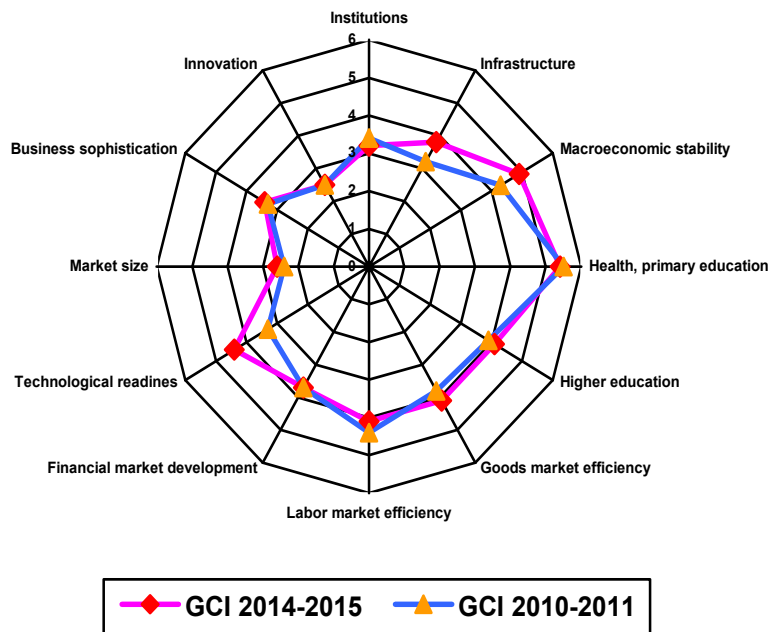 Institutions
Infrastructure
Macroeconomic stability
Health, primary education
Higher education
Goods market efficiency
Labor market efficiency
Financial market development
Technological readines
Market size
Business sophistication
Innovation
6
5
4
3
2
1
0
GCI 2014-2015
GCI 2010-2011